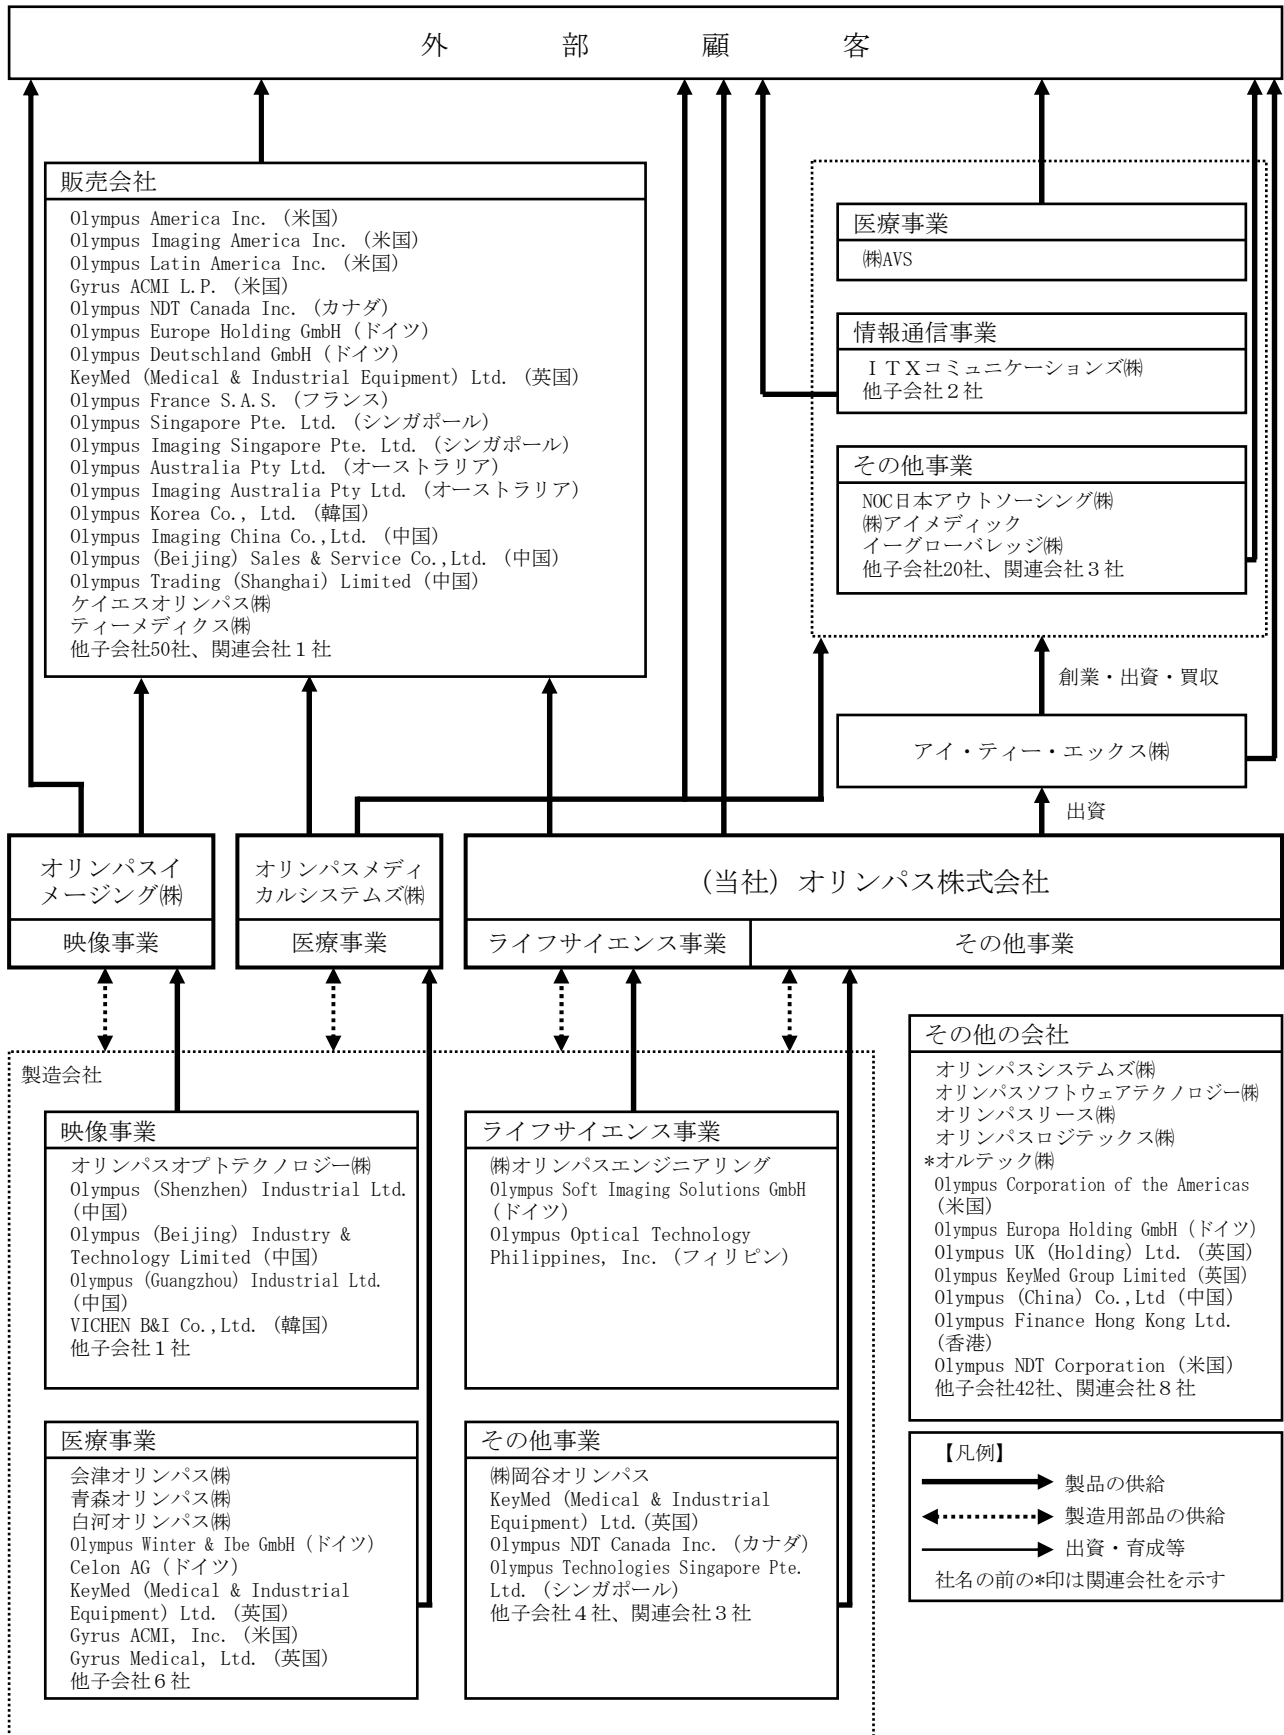 外部顧客
販売会社
Olympus America Inc. (米国)
Olympus Imaging America Inc. (米国)
Olympus Latin America Inc. (米国)
Gyrus ACMI L.P. (米国)
Olympus NDT Canada Inc. (カナダ)
Olympus Europe Holding GmbH (ドイツ)
Olympus Deutschland GmbH (ドイツ)
KeyMed (Medical & Industrial Equipment) Ltd. (英国)
Olympus France S.A.S. (フランス)
Olympus Singapore Pte. Ltd. (シンガポール)
Olympus Imaging Singapore Pte. Ltd. (シンガポール)
Olympus Australia Pty Ltd. (オーストラリア)
Olympus Imaging Australia Pty Ltd. (オーストラリア)
Olympus Korea Co., Ltd. (韓国)
Olympus Imaging China Co.,Ltd. (中国)
Olympus (Beijing) Sales & Service Co.,Ltd. (中国)
Olympus Trading (Shanghai) Limited (中国)
ケイエスオリンパス㈱
ティーメディクス㈱
他子会社50社、関連会社1社
医療事業
㈱AVS
情報通信事業
ITXコミュニケーションズ㈱
他子会社2社
その他事業
NOC日本アウトソーシング㈱
㈱アイメディック
イーグローバレッジ㈱
他子会社20社、関連会社3社
創業・出資・買収
アイ・ティー・エックス㈱
出資
オリンパスイ
メージング㈱
映像事業
オリンパスメディ
カルシステムズ㈱
医療事業
(当社) オリンパス株式会社
ライフサイエンス事業
その他事業
製造会社
映像事業
オリンパスオプトテクノロジー㈱
Olympus (Shenzhen) Industrial Ltd.
(中国)
Olympus (Beijing) Industry &
Technology Limited (中国)
Olympus (Guangzhou) Industrial Ltd.
(中国)
VICHEN B&I Co.,Ltd. (韓国)
他子会社1社
ライフサイエンス事業
㈱オリンパスエンジニアリング
Olympus Soft Imaging Solutions GmbH
(ドイツ)
Olympus Optical Technology
Philippines, Inc. (フィリピン)
医療事業
会津オリンパス㈱
青森オリンパス㈱
白河オリンパス㈱
Olympus Winter & Ibe GmbH (ドイツ)
Celon AG (ドイツ)
KeyMed (Medical & Industrial
Equipment) Ltd. (英国)
Gyrus ACMI, Inc. (米国)
Gyrus Medical, Ltd. (英国)
他子会社6社
その他事業
㈱岡谷オリンパス
KeyMed (Medical & Industrial
Equipment) Ltd.(英国)
Olympus NDT Canada Inc. (カナダ)
Olympus Technologies Singapore Pte.
Ltd. (シンガポール)
他子会社4社、関連会社3社
その他の会社
オリンパスシステムズ㈱
オリンパスソフトウェアテクノロジー㈱
オリンパスリース㈱
オリンパスロジテックス㈱
*オルテック㈱
Olympus Corporation of the Americas
(米国)
Olympus Europa Holding GmbH (ドイツ)
Olympus UK (Holding) Ltd. (英国)
Olympus KeyMed Group Limited (英国)
Olympus (China) Co.,Ltd (中国)
Olympus Finance Hong Kong Ltd.
(香港)
Olympus NDT Corporation (米国)
他子会社42社、関連会社8社
【凡例】
製品の供給
製造用部品の供給
出資・育成等
社名の前の*印は関連会社を示す